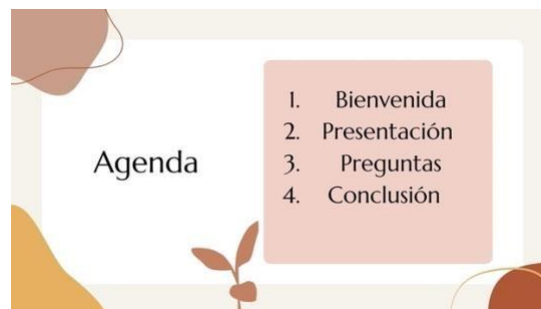 Agenda
1. Bienvenida
2. Presentación
3. Preguntas
4. Conclusión